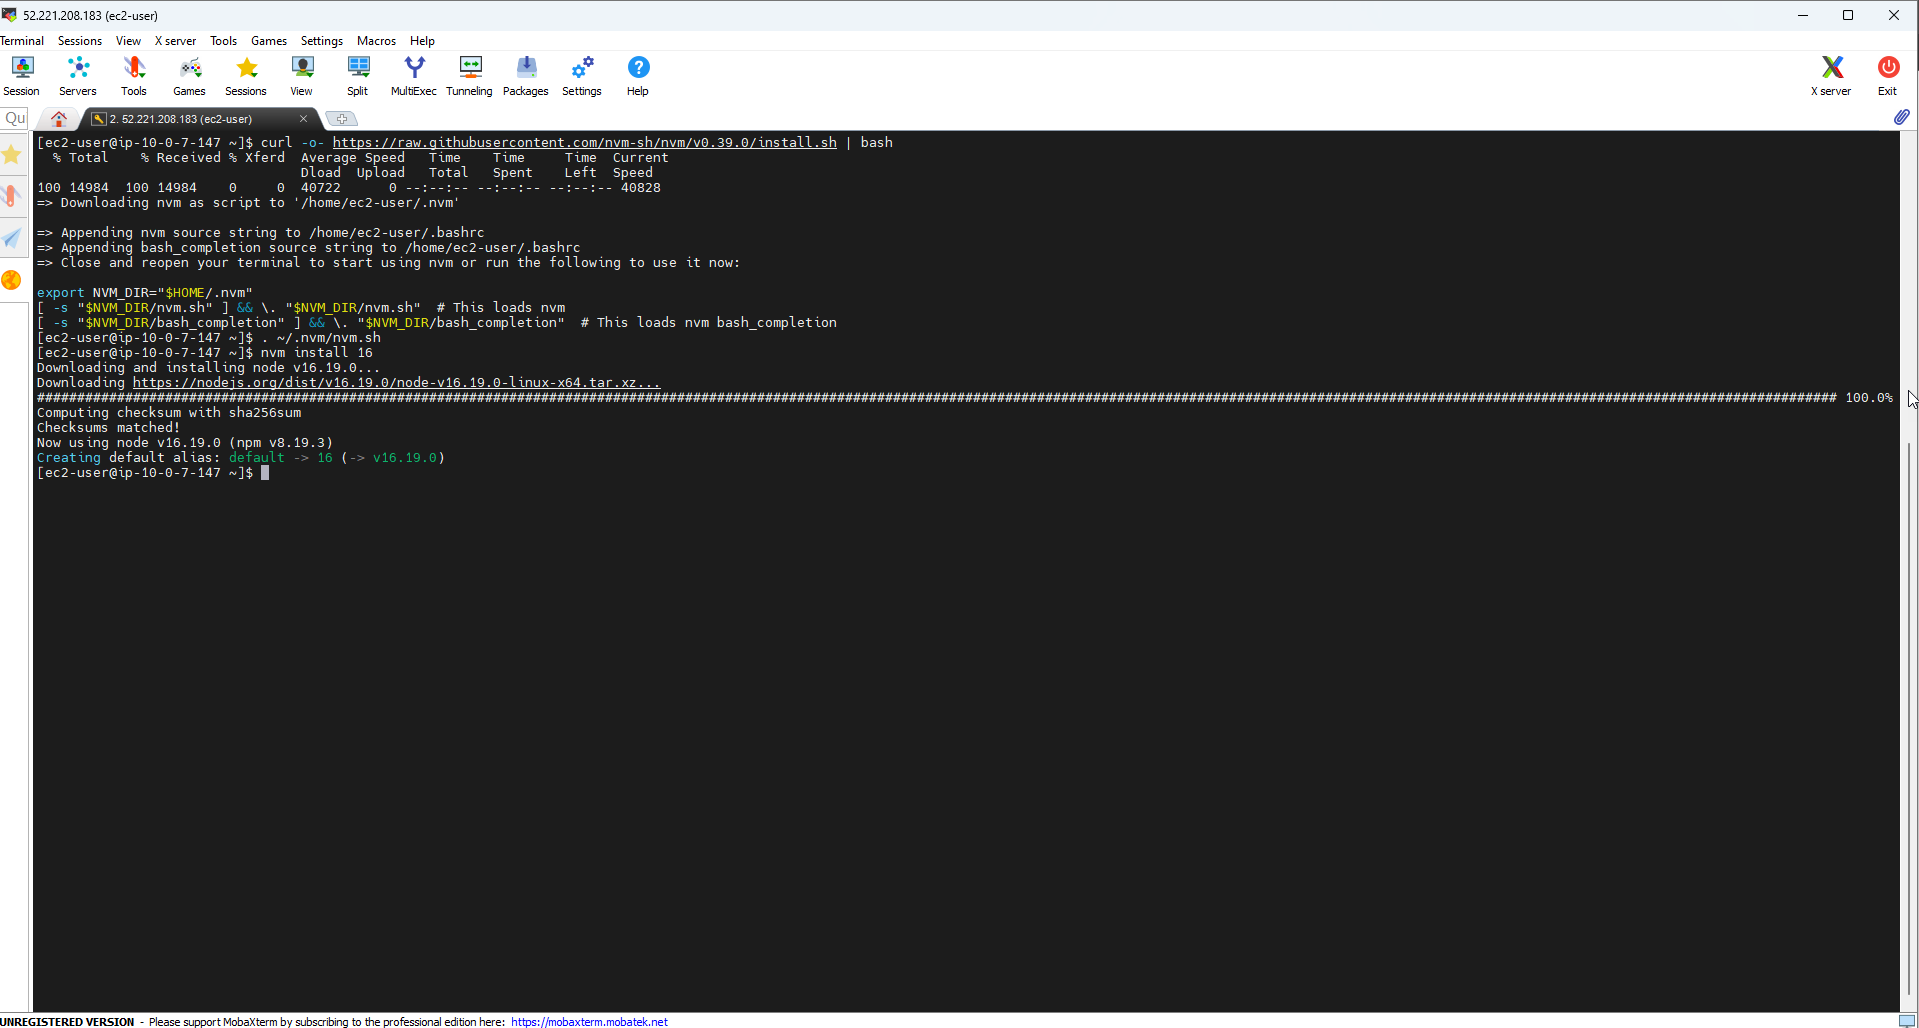 52.221.208.183 (ec2-user)
Terminal Sessions View X server Tools Games Settings Macros Help
Session Servers Tools Games Sessions View Split MultiExec Tunneling Packages Settings Help X server Exit
Qu 2. 52.221.208.183 (ec2-user)
[ec2-user@ip-10-0-7-147 ~]$ curl -o- https://raw.githubusercontent.com/nvm-sh/nvm/v0.39.0/install.sh | bash
  % Total    % Received % Xferd  Average Speed   Time    Time     Time  Current
                                 Dload  Upload   Total   Spent    Left  Speed
100 14984  100 14984    0     0  40722      0 --:--:-- --:--:-- --:--:-- 40828
=> Downloading nvm as script to '/home/ec2-user/.nvm'
=> Appending nvm source string to /home/ec2-user/.bashrc
=> Appending bash_completion source string to /home/ec2-user/.bashrc
=> Close and reopen your terminal to start using nvm or run the following to use it now:
export NVM_DIR="$HOME/.nvm"
[ -s "$NVM_DIR/nvm.sh" ] && \. "$NVM_DIR/nvm.sh"  # This loads nvm
[ -s "$NVM_DIR/bash_completion" ] && \. "$NVM_DIR/bash_completion"  # This loads nvm bash_completion
[ec2-user@ip-10-0-7-147 ~]$ . ~/.nvm/nvm.sh
[ec2-user@ip-10-0-7-147 ~]$ nvm install 16
Downloading and installing node v16.19.0...
Downloading https://nodejs.org/dist/v16.19.0/node-v16.19.0-linux-x64.tar.xz...
################################################################################################################################################################################################################################# 100.0%
Computing checksum with sha256sum
Checksums matched!
Now using node v16.19.0 (npm v8.19.3)
Creating default alias: default -> 16 (-> v16.19.0)
[ec2-user@ip-10-0-7-147 ~]$
UNREGISTERED VERSION - Please support MobaXterm by subscribing to the professional edition here: https://mobaxterm.mobatek.net